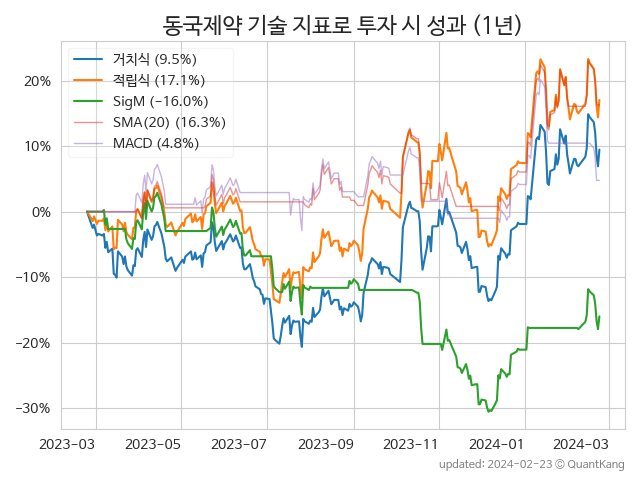 동국제약 기술 지표로 투자 시 성과 (1년)
거치식 (9.5%)
적립식 (17.1%)
SigM (−16.0%)
SMA(20) (16.3%)
MACD (4.8%)
20%
10%
0%
−10%
−20%
−30%
2023-03 2023-05 2023-07 2023-09 2023-11 2024-01 2024-03
updated: 2024-02-23 © QuantKang